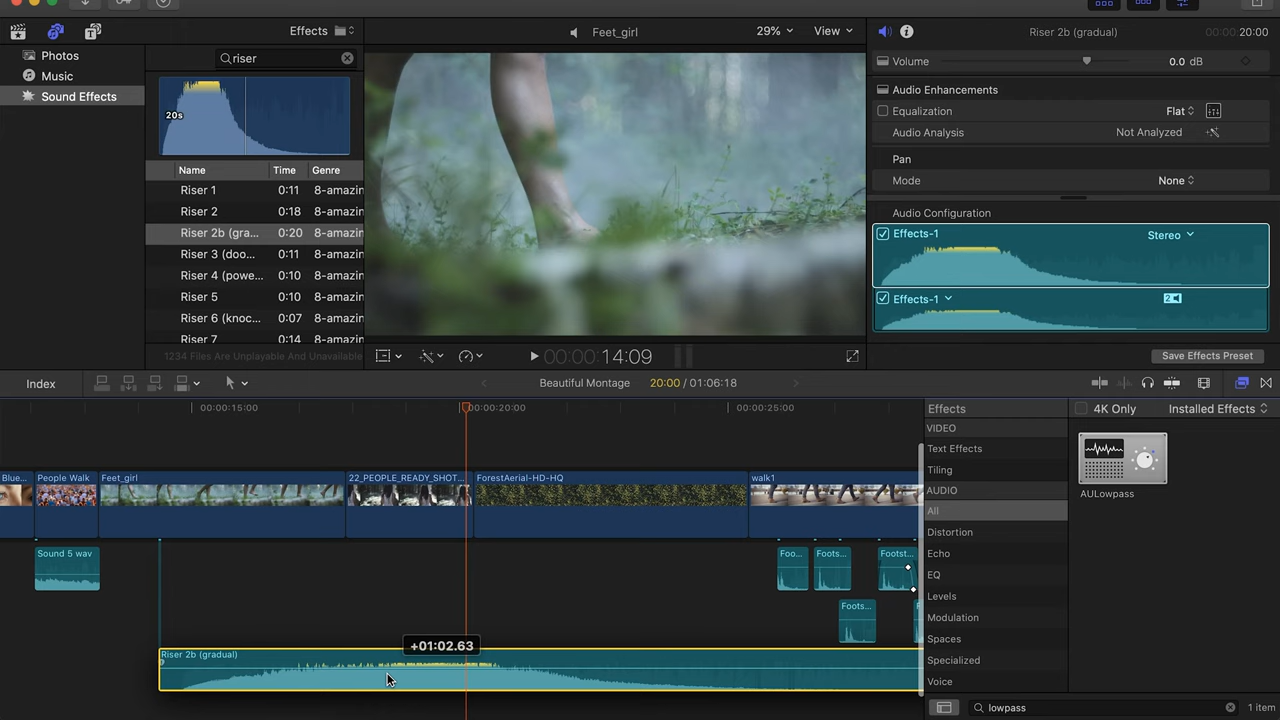 Effects
Feet_girl
29%
View
Riser 2b (gradual)
00:00:20:00
Photos
Music
Sound Effects
riser
20s
Name Time Genre
Riser 1 0:11 8-amazin
Riser 2 0:18 8-amazin
Riser 2b (gra... 0:20 8-amazin
Riser 3 (doo... 0:11 8-amazin
Riser 4 (powe... 0:10 8-amazin
Riser 5 0:10 8-amazin
Riser 6 (knoc... 0:07 8-amazin
Riser 7 0:14 8-amazin
1234 Files Are Unplayable And Unavailable
Volume 0.0 dB
Audio Enhancements
Equalization Flat
Audio Analysis Not Analyzed
Pan
Mode None
Audio Configuration
Effects-1 Stereo
Effects-1 2
Save Effects Preset
00:00:14:09
Index
Beautiful Montage 20:00 / 01:06:18
00:00:15:00 00:00:20:00 00:00:25:00
Blue... People Walk Feet_girl 22_PEOPLE_READY_SHOT... ForestAerial-HD-HQ walk1
Sound 5 wav
Foo... Foots... Footst...
Foots... F
+01:02.63
Riser 2b (gradual)
Effects
4K Only
Installed Effects
VIDEO
Text Effects
Tiling
AUDIO
All
Distortion
Echo
EQ
Levels
Modulation
Spaces
Specialized
Voice
AULowpass
lowpass
1 item